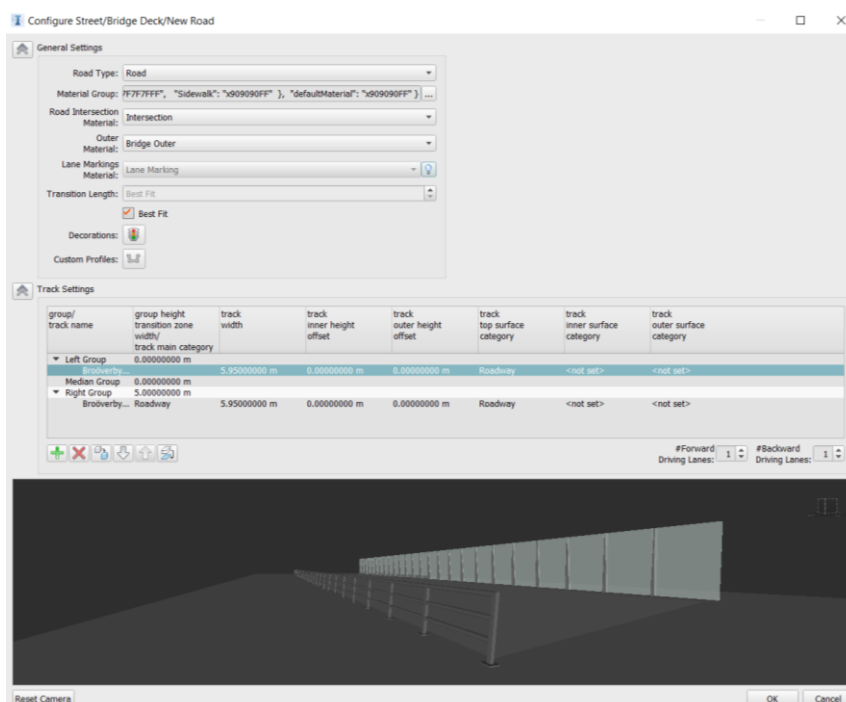 Configure Street/Bridge Deck/New Road
General Settings
Road Type: Road
Material Group: 7F7F7FFF", "Sidewalk": "x909090FF" }, "defaultMaterial": "x909090FF" } ...
Road Intersection
Material: Intersection
Outer
Material: Bridge Outer
Lane Markings
Material: Lane Marking
Transition Length: Best Fit
Best Fit
Decorations:
Custom Profiles:
Track Settings
group/ group height track track track track track track
track name transition zone width inner height outer height top surface inner surface outer surface
width/ offset offset category category category
track main category
Left Group 0.00000000 m
Broöverby... 5.95000000 m 0.00000000 m 0.00000000 m Roadway <not set> <not set>
Median Group 0.00000000 m
Right Group 5.00000000 m
Broöverby... Roadway 5.95000000 m 0.00000000 m 0.00000000 m Roadway <not set> <not set>
#Forward #Backward
Driving Lanes: 1 Driving Lanes: 1
Reset Camera OK Cancel